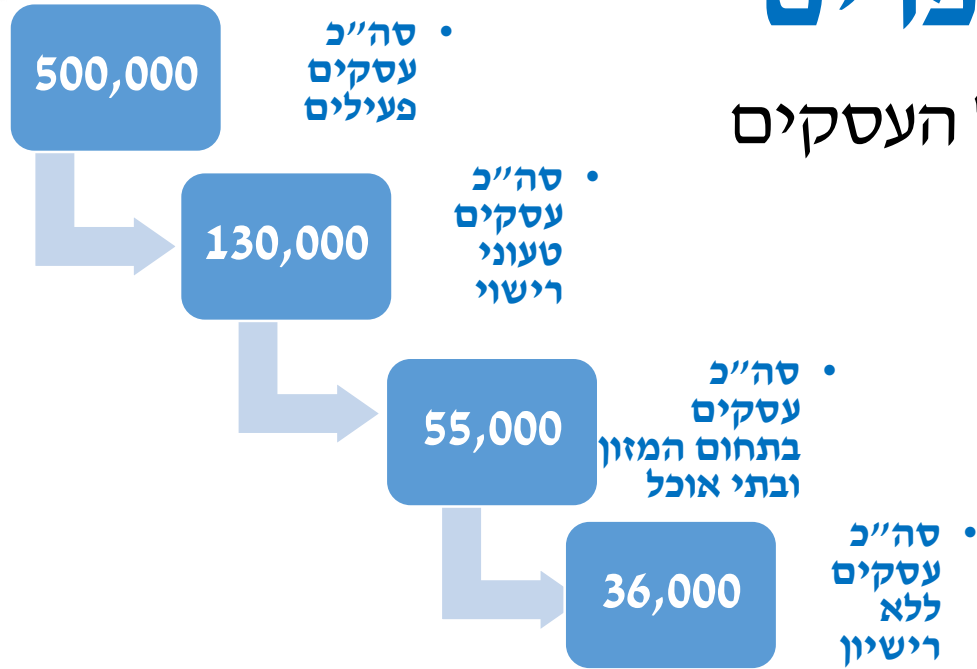 העסקים
500,000
סה״כ
עסקים
פעילים
130,000
סה״כ
עסקים
טעוני
רישוי
55,000
סה״כ
עסקים
בתחום המזון
ובתי אוכל
36,000
סה״כ
עסקים
ללא
רישיון